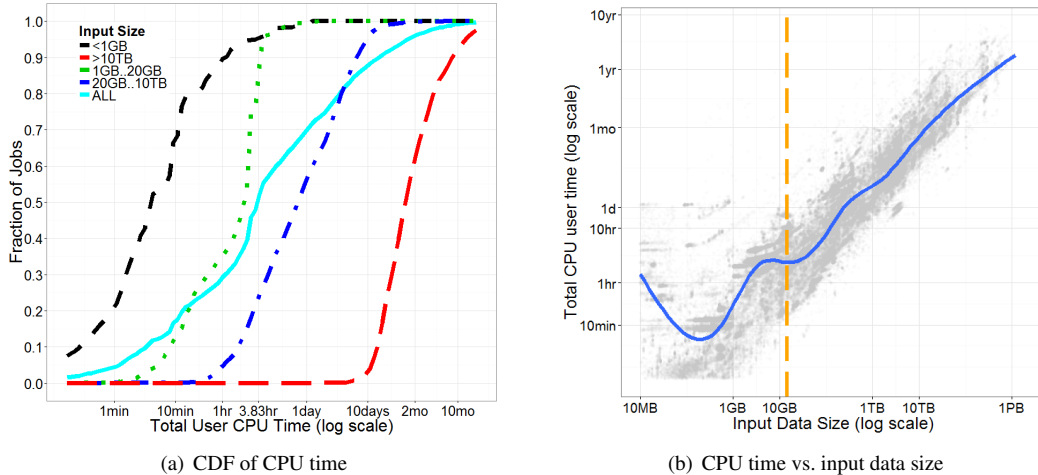 Input Size
<1GB
>10TB
1GB..20GB
20GB..10TB
ALL
Fraction of Jobs
1.0
0.9
0.8
0.7
0.6
0.5
0.4
0.3
0.2
0.1
0.0
1min
10min
1hr
3.83hr
1day
10days
2mo
10mo
Total User CPU Time (log scale)
(a) CDF of CPU time
Total CPU user time (log scale)
10yr
1yr
1mo
1d
10hr
1hr
10min
10MB
1GB
10GB
1TB
10TB
1PB
Input Data Size (log scale)
(b) CPU time vs. input data size